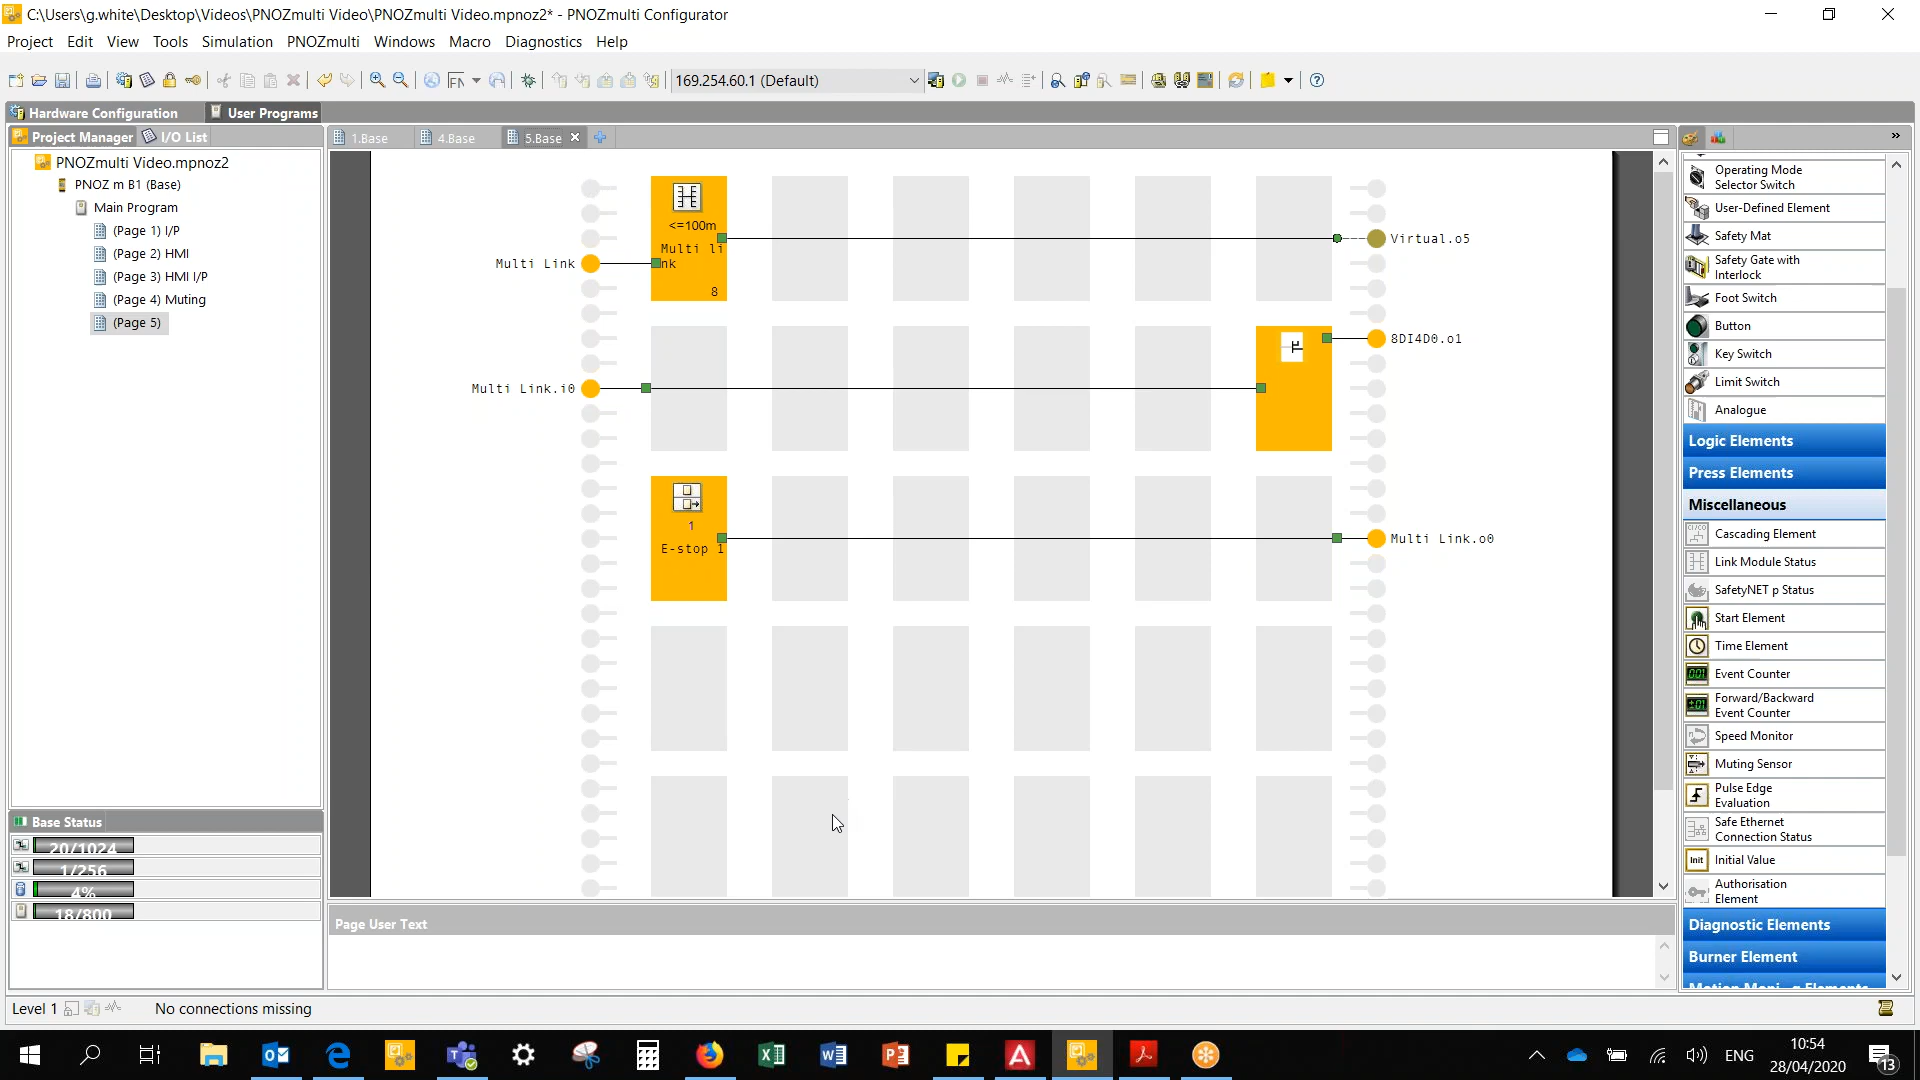 C:\Users\g.white\Desktop\Videos\PNOZmulti Video\PNOZmulti Video.mpnoz2* - PNOZmulti Configurator
Project Edit View Tools Simulation PNOZmulti Windows Macro Diagnostics Help
169.254.60.1 (Default)
Hardware Configuration
User Programs
Project Manager
I/O List
PNOZmulti Video.mpnoz2
PNOZ m B1 (Base)
Main Program
(Page 1) I/P
(Page 2) HMI
(Page 3) HMI I/P
(Page 4) Muting
(Page 5)
Base Status
20/1024
1/256
4%
18/800
1.Base
4.Base
5.Base
<=100m
Multi li
nk
8
Multi Link
Virtual.o5
8DI4D0.o1
Multi Link.i0
1
E-stop 1
Multi Link.o0
Page User Text
Operating Mode
Selector Switch
User-Defined Element
Safety Mat
Safety Gate with
Interlock
Foot Switch
Button
Key Switch
Limit Switch
Analogue
Logic Elements
Press Elements
Miscellaneous
Cascading Element
Link Module Status
SafetyNET p Status
Start Element
Time Element
Event Counter
Forward/Backward
Event Counter
Speed Monitor
Muting Sensor
Pulse Edge
Evaluation
Safe Ethernet
Connection Status
Init
Initial Value
Authorisation
Element
Diagnostic Elements
Burner Element
Level 1
No connections missing
ENG
10:54
28/04/2020
13